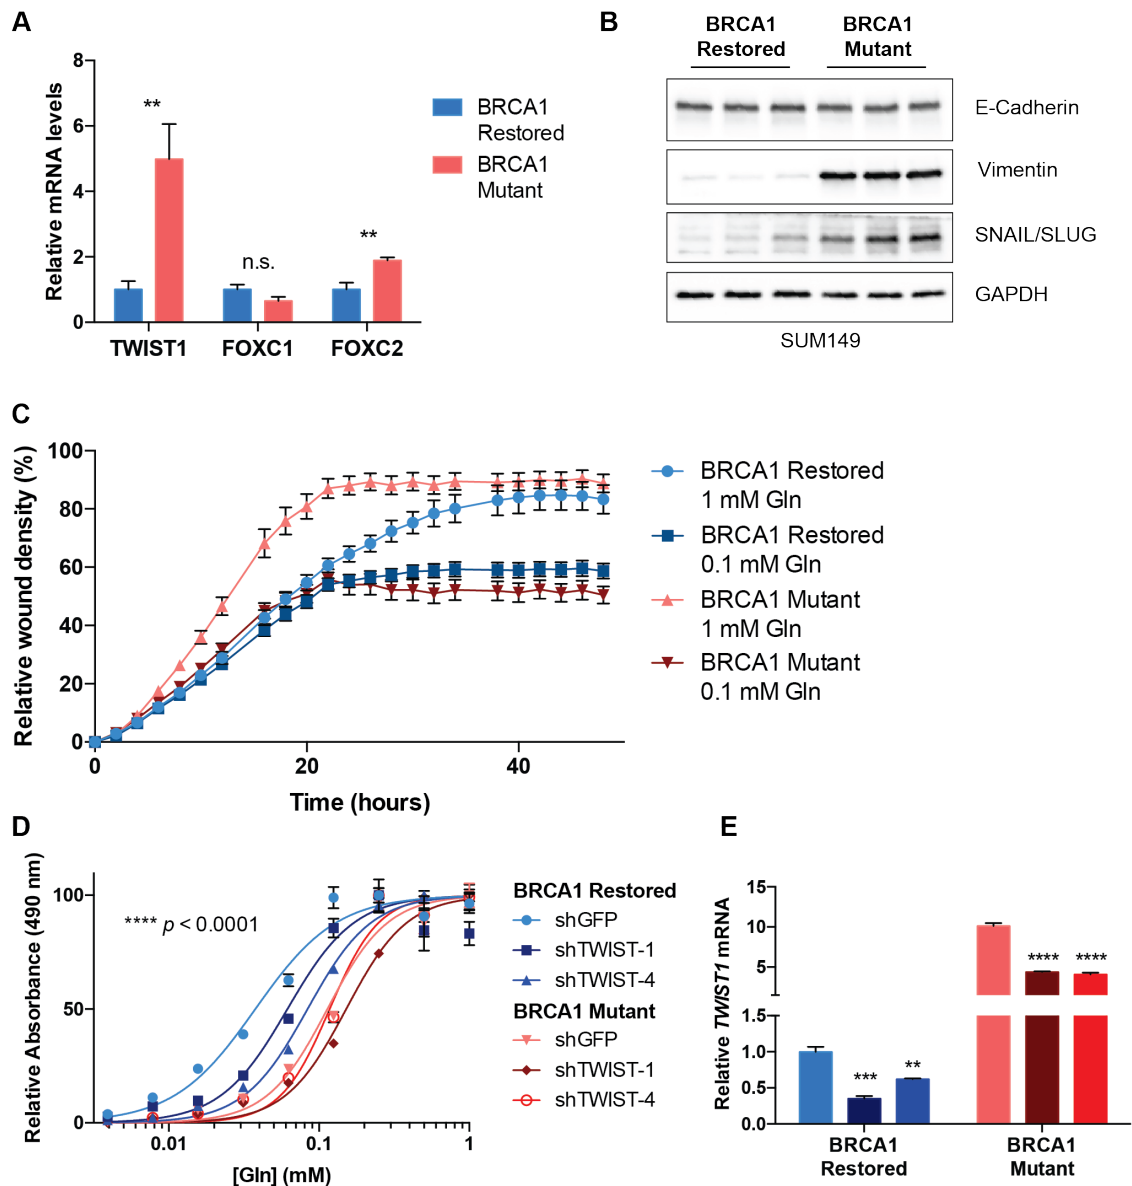 A
8
6
4
2
0
Relative mRNA levels
**
n.s.
**
TWIST1 FOXC1 FOXC2
BRCA1
Restored
BRCA1
Mutant
B
BRCA1
Restored
BRCA1
Mutant
E-Cadherin
Vimentin
SNAIL/SLUG
GAPDH
SUM149
C
100
80
60
40
20
0
Relative wound density (%)
0 20 40
Time (hours)
BRCA1 Restored
1 mM Gln
BRCA1 Restored
0.1 mM Gln
BRCA1 Mutant
1 mM Gln
BRCA1 Mutant
0.1 mM Gln
D
100
50
0
Relative Absorbance (490 nm)
**** p < 0.0001
0.01 0.1 1
[Gln] (mM)
BRCA1 Restored
shGFP
shTWIST-1
shTWIST-4
BRCA1 Mutant
shGFP
shTWIST-1
shTWIST-4
E
15
10
5
1.5
1.0
0.5
0.0
Relative TWIST1 mRNA
*** **
**** ****
BRCA1
Restored
BRCA1
Mutant